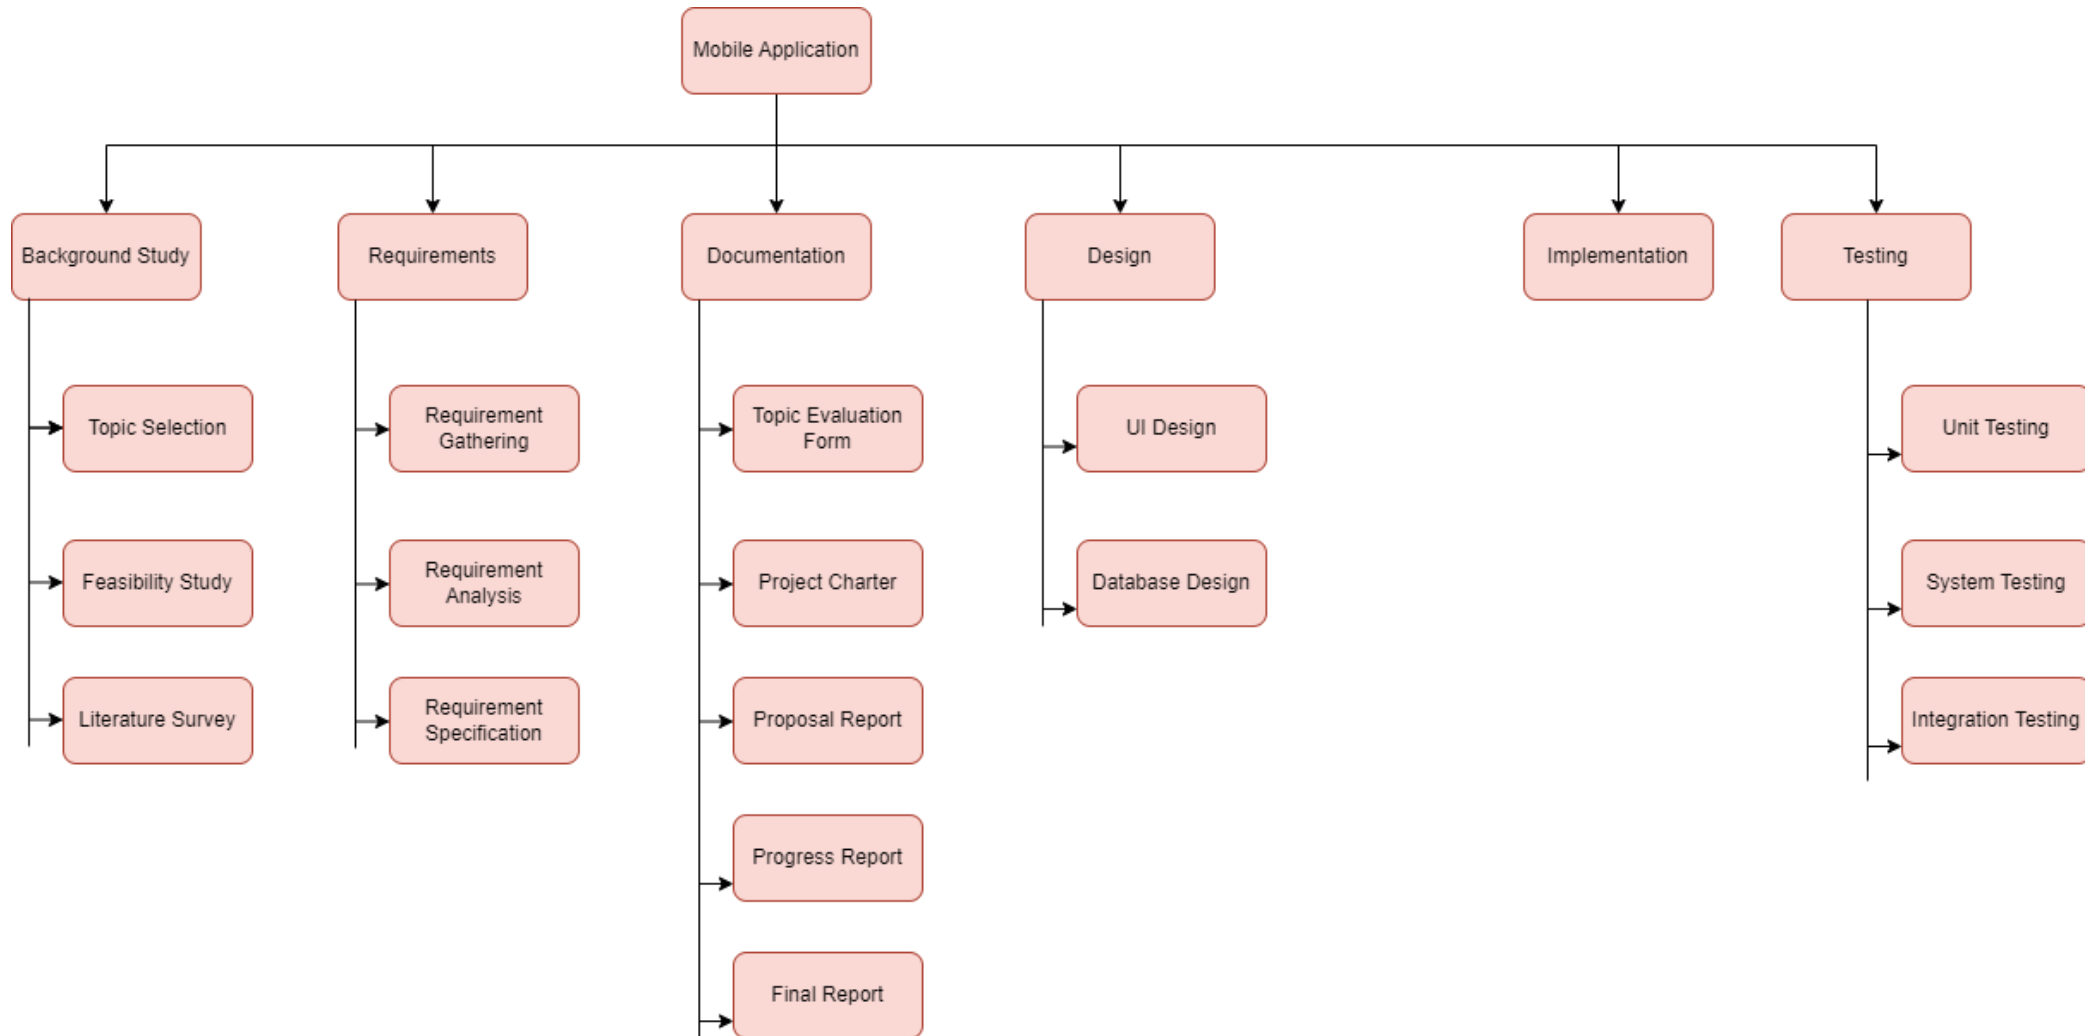 Mobile Application
Background Study
Requirements
Documentation
Design
Implementation
Testing
Topic Selection
Requirement
Gathering
Topic Evaluation
Form
UI Design
Unit Testing
Feasibility Study
Requirement
Analysis
Project Charter
Database Design
System Testing
Literature Survey
Requirement
Specification
Proposal Report
Integration Testing
Progress Report
Final Report